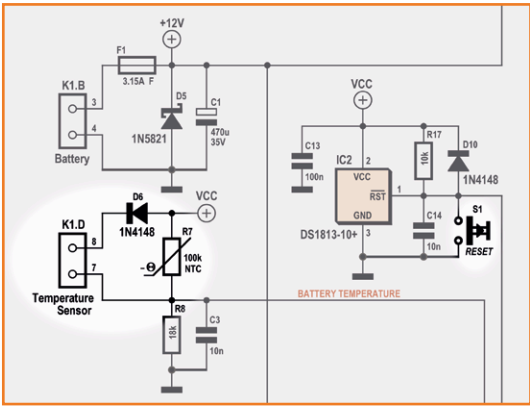 +12V
F1
3.15A F
K1.B
3
4
Battery
D5
1N5821
C1
470u
35V
VCC
C13
100n
IC2
2
VCC
RST
1
GND
3
DS1813-10+
R17
10k
D10
1N4148
C14
10n
S1
RESET
D6
1N4148
VCC
K1.D
8
7
Temperature
Sensor
R7
100k
NTC
-Θ
BATTERY TEMPERATURE
R8
18k
C3
10n